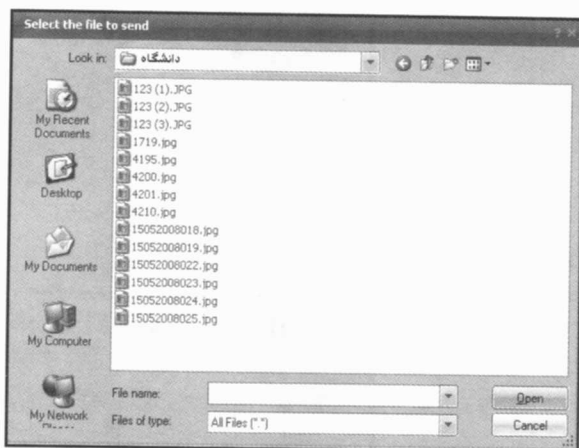 Select the file to send
Look in:
دانشگاه
My Recent
Documents
Desktop
My Documents
My Computer
My Network
123 (1).JPG
123 (2).JPG
123 (3).JPG
1719.jpg
4195.jpg
4200.jpg
4201.jpg
4210.jpg
15052008018.jpg
15052008019.jpg
15052008022.jpg
15052008023.jpg
15052008024.jpg
15052008025.jpg
File name:
Open
Files of type:
All Files (*.*)
Cancel